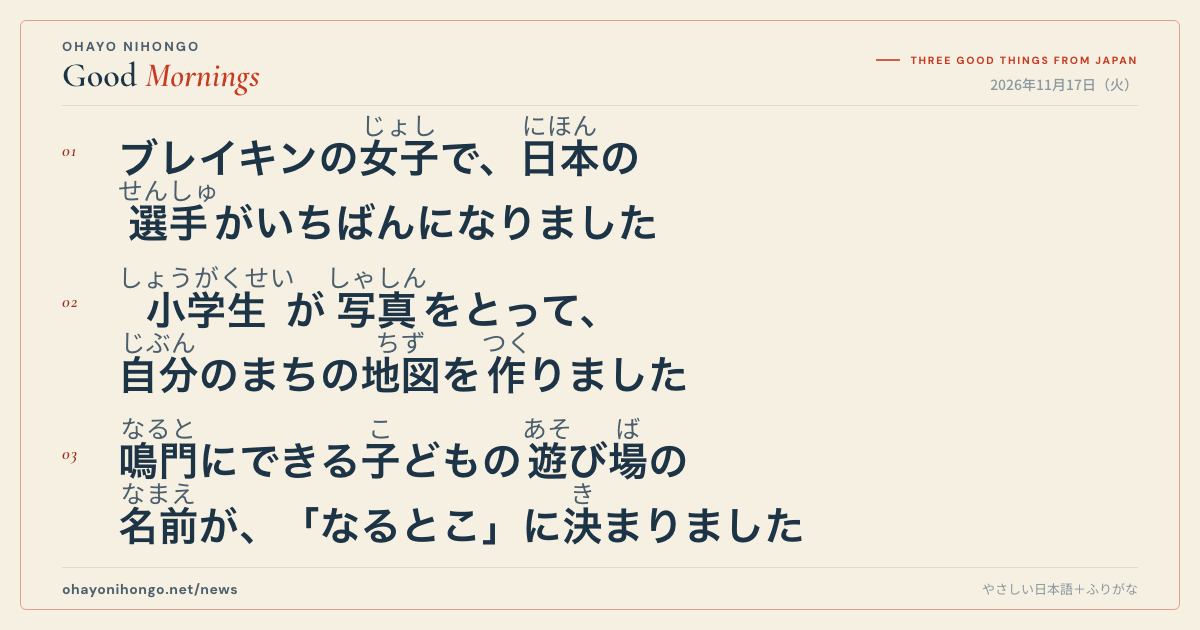 OHAYO NIHONGO
Good Mornings
THREE GOOD THINGS FROM JAPAN
2026年11月17日（火）
01
じょし にほん
ブレイキンの女子で、日本の
せんしゅ
選手がいちばんになりました
02
しょうがくせい しゃしん
小学生が写真をとって、
じぶん ちず つく
自分のまちの地図を作りました
03
なると こ あそ ば
鳴門にできる子どもの遊び場の
なまえ き
名前が、「なるとこ」に決まりました
ohayonihongo.net/news
やさしい日本語＋ふりがな